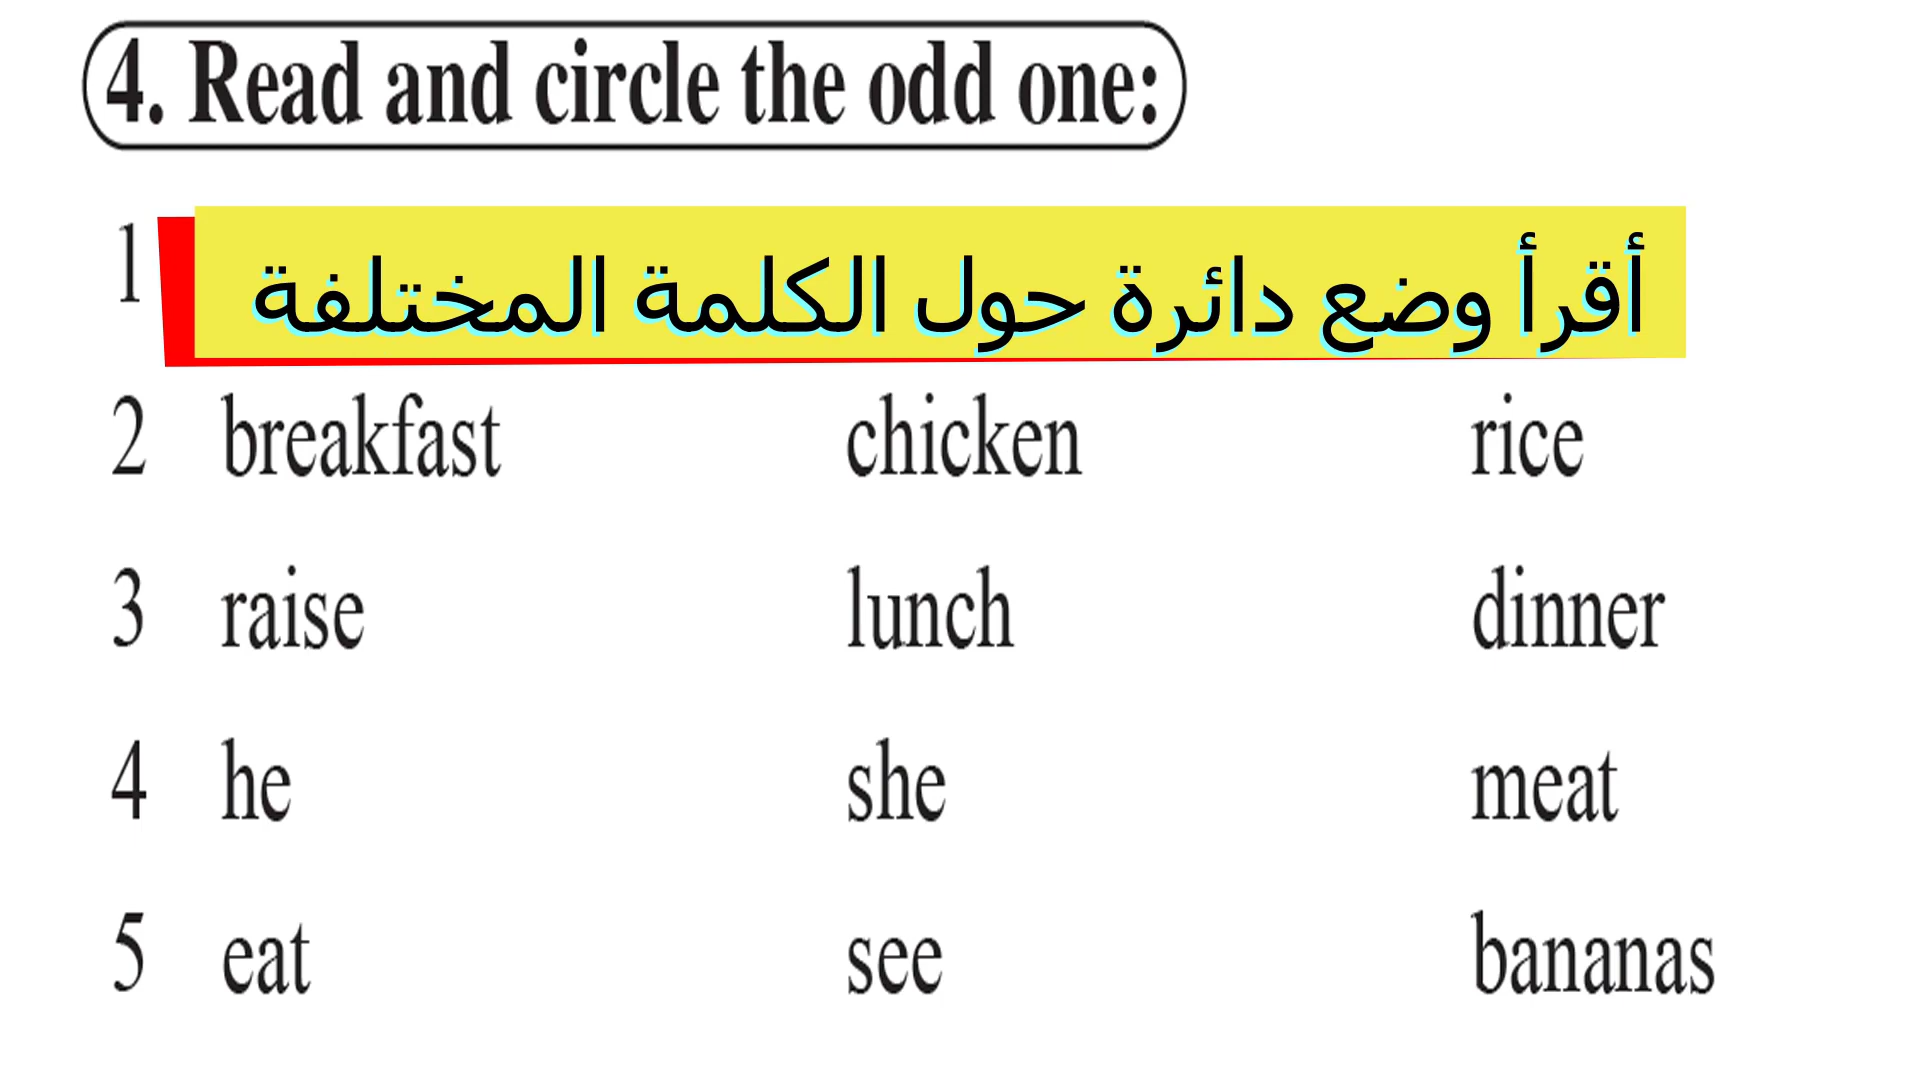 4. Read and circle the odd one:
1 أقرأ وضع دائرة حول الكلمة المختلفة
2 breakfast chicken rice
3 raise lunch dinner
4 he she meat
5 eat see bananas